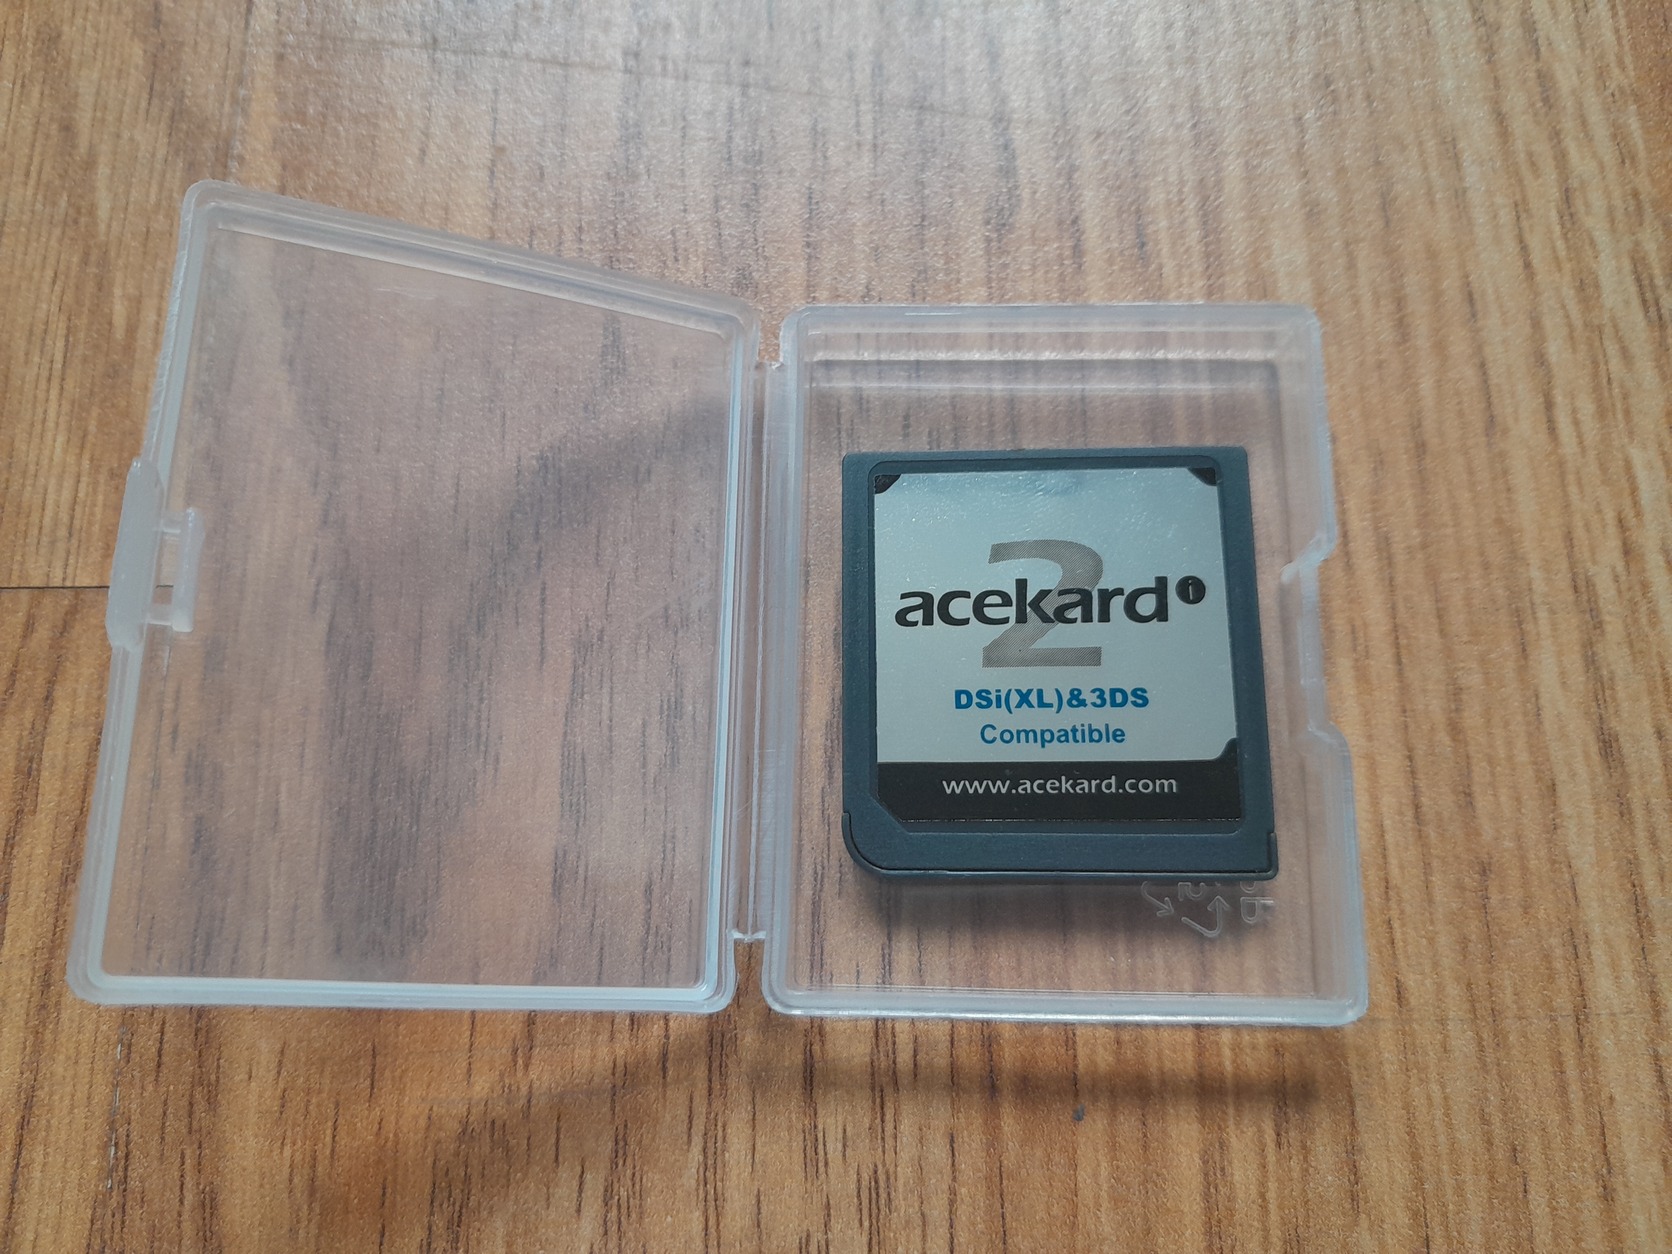 2
acekard i
DSi(XL)&3DS
Compatible
www.acekard.com